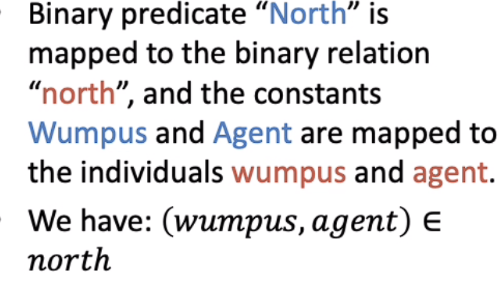 • Binary predicate “North” is
mapped to the binary relation
“north”, and the constants
Wumpus and Agent are mapped to
the individuals wumpus and agent.
• We have: (wumpus, agent) ∈
north